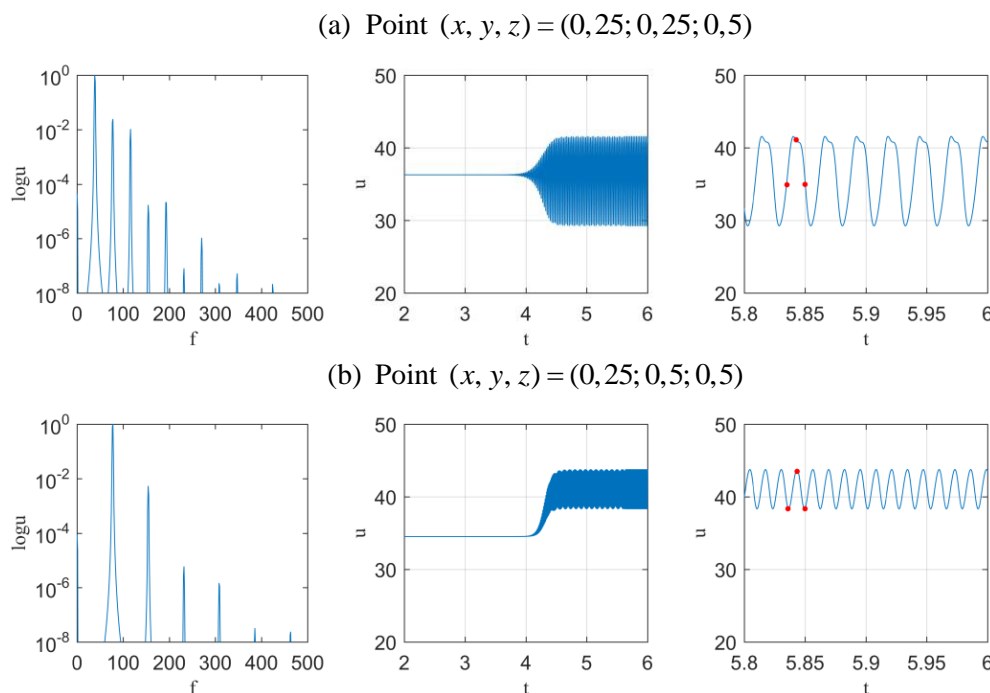 (a) Point (x, y, z) = (0,25; 0,25; 0,5)
10^0
10^-2
10^-4
10^-6
10^-8
logu
0 100 200 300 400 500
f
50
40
30
20
u
2 3 4 5 6
t
50
40
30
20
u
5.8 5.85 5.9 5.95 6
t
(b) Point (x, y, z) = (0,25; 0,5; 0,5)
10^0
10^-2
10^-4
10^-6
10^-8
logu
0 100 200 300 400 500
f
50
40
30
20
u
2 3 4 5 6
t
50
40
30
20
u
5.8 5.85 5.9 5.95 6
t